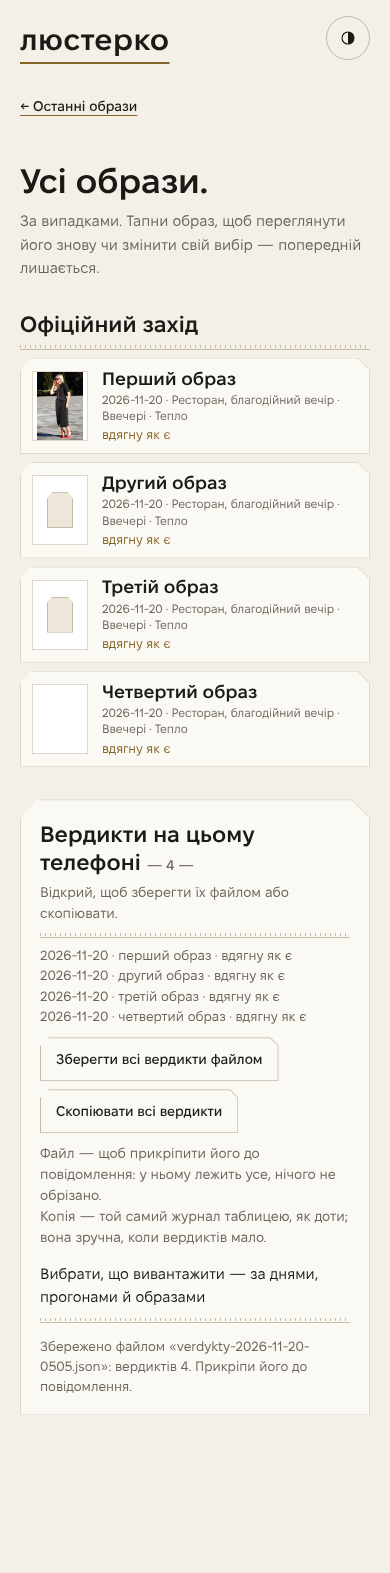 люстерко
← Останні образи
Усі образи.
За випадками. Тапни образ, щоб переглянути
його знову чи змінити свій вибір — попередній
лишається.
Офіційний захід
Перший образ
2026-11-20 · Ресторан, благодійний вечір ·
Ввечері · Тепло
вдягну як є
Другий образ
2026-11-20 · Ресторан, благодійний вечір ·
Ввечері · Тепло
вдягну як є
Третій образ
2026-11-20 · Ресторан, благодійний вечір ·
Ввечері · Тепло
вдягну як є
Четвертий образ
2026-11-20 · Ресторан, благодійний вечір ·
Ввечері · Тепло
вдягну як є
Вердикти на цьому
телефоні — 4 —
Відкрий, щоб зберегти їх файлом або
скопіювати.
2026-11-20 · перший образ · вдягну як є
2026-11-20 · другий образ · вдягну як є
2026-11-20 · третій образ · вдягну як є
2026-11-20 · четвертий образ · вдягну як є
Зберегти всі вердикти файлом
Скопіювати всі вердикти
Файл — щоб прикріпити його до
повідомлення: у ньому лежить усе, нічого не
обрізано.
Копія — той самий журнал таблицею, як доти;
вона зручна, коли вердиктів мало.
Вибрати, що вивантажити — за днями,
прогонами й образами
Збережено файлом «verdykty-2026-11-20-
0505.json»: вердиктів 4. Прикріпи його до
повідомлення.